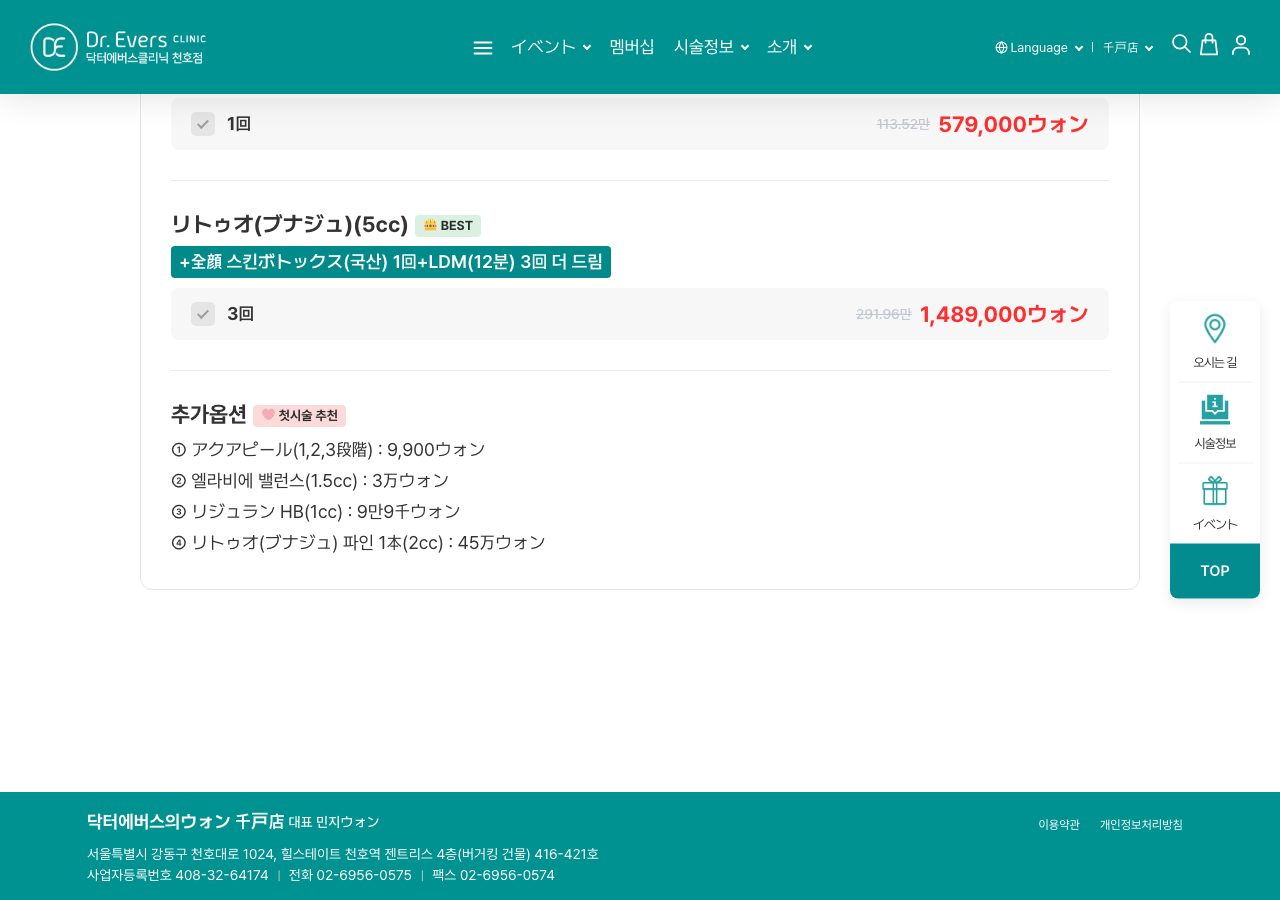 Dr. Evers CLINIC
닥터에버스클리닉 천호점
イベント 멤버십 시술정보 소개
Language | 千戸店
1回 113.52만 579,000ウォン
リトゥオ(ブナジュ)(5cc) BEST
+全顔 스킨ボトックス(국산) 1回+LDM(12분) 3回 더 드림
3回 291.96만 1,489,000ウォン
추가옵션 첫시술 추천
① アクアピール(1,2,3段階) : 9,900ウォン
② 엘라비에 밸런스(1.5cc) : 3万ウォン
③ リジュラン HB(1cc) : 9만9千ウォン
④ リトゥオ(ブナジュ) 파인 1本(2cc) : 45万ウォン
오시는 길
시술정보
イベント
TOP
닥터에버스의ウォン 千戸店 대표 민지ウォン
이용약관 개인정보처리방침
서울특별시 강동구 천호대로 1024, 힐스테이트 천호역 젠트리스 4층(버거킹 건물) 416-421호
사업자등록번호 408-32-64174 | 전화 02-6956-0575 | 팩스 02-6956-0574